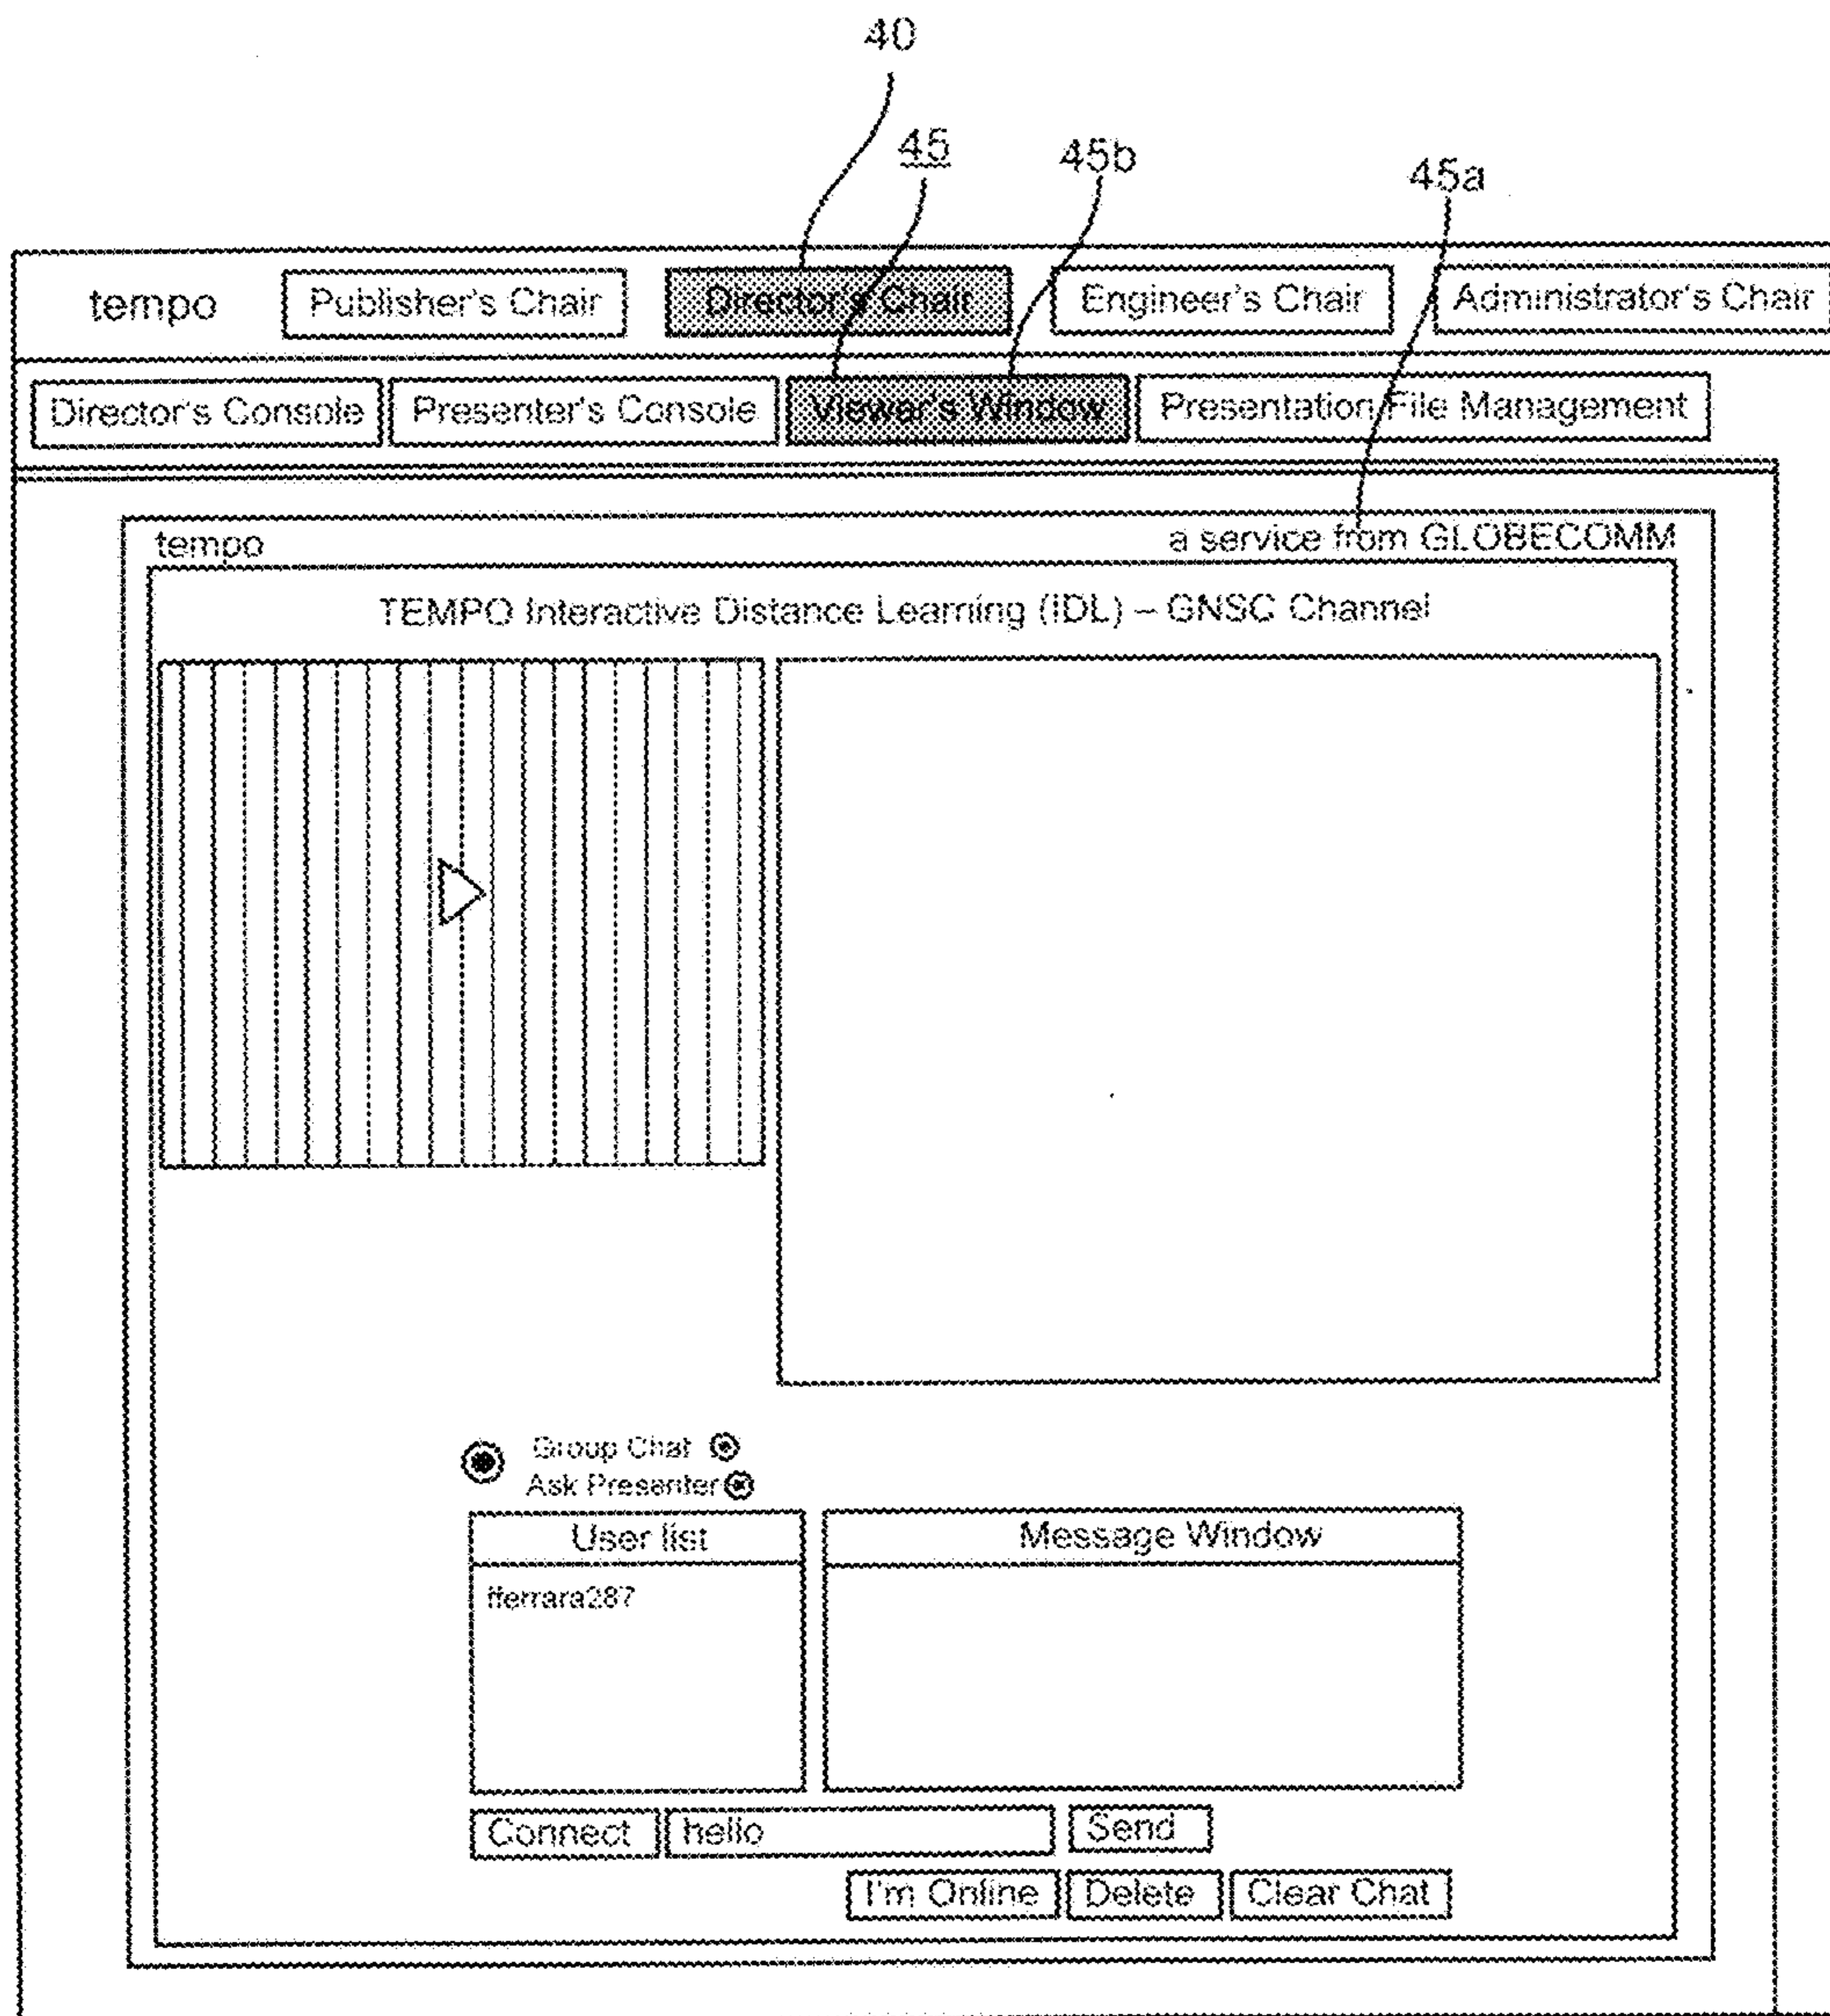 40
45 45b 45a
tempo Publisher's Chair Director's Chair Engineer's Chair Administrator's Chair
Director's Console Presenter's Console Viewer's Window Presentation File Management
tempo a service from GLOBECOMM
TEMPO Interactive Distance Learning (IDL) – GNSC Channel
Group Chat
Ask Presenter
User list Message Window
fferrara287
Connect hello Send
I'm Online Delete Clear Chat